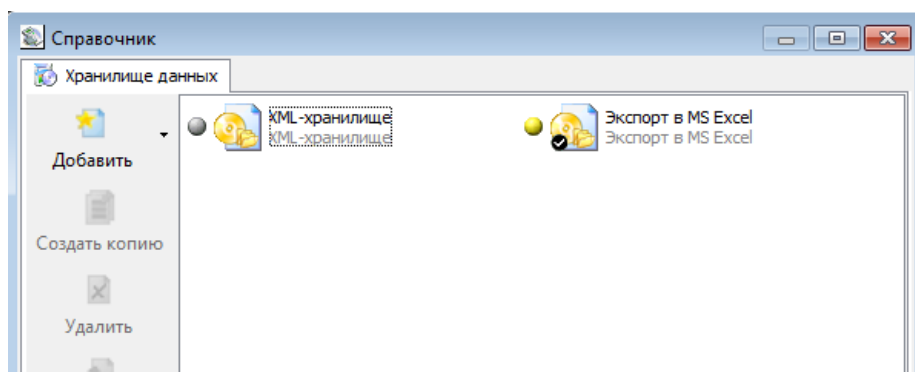 Справочник
Хранилище данных
Добавить
Создать копию
Удалить
XML-хранилище
XML-хранилище
Экспорт в MS Excel
Экспорт в MS Excel